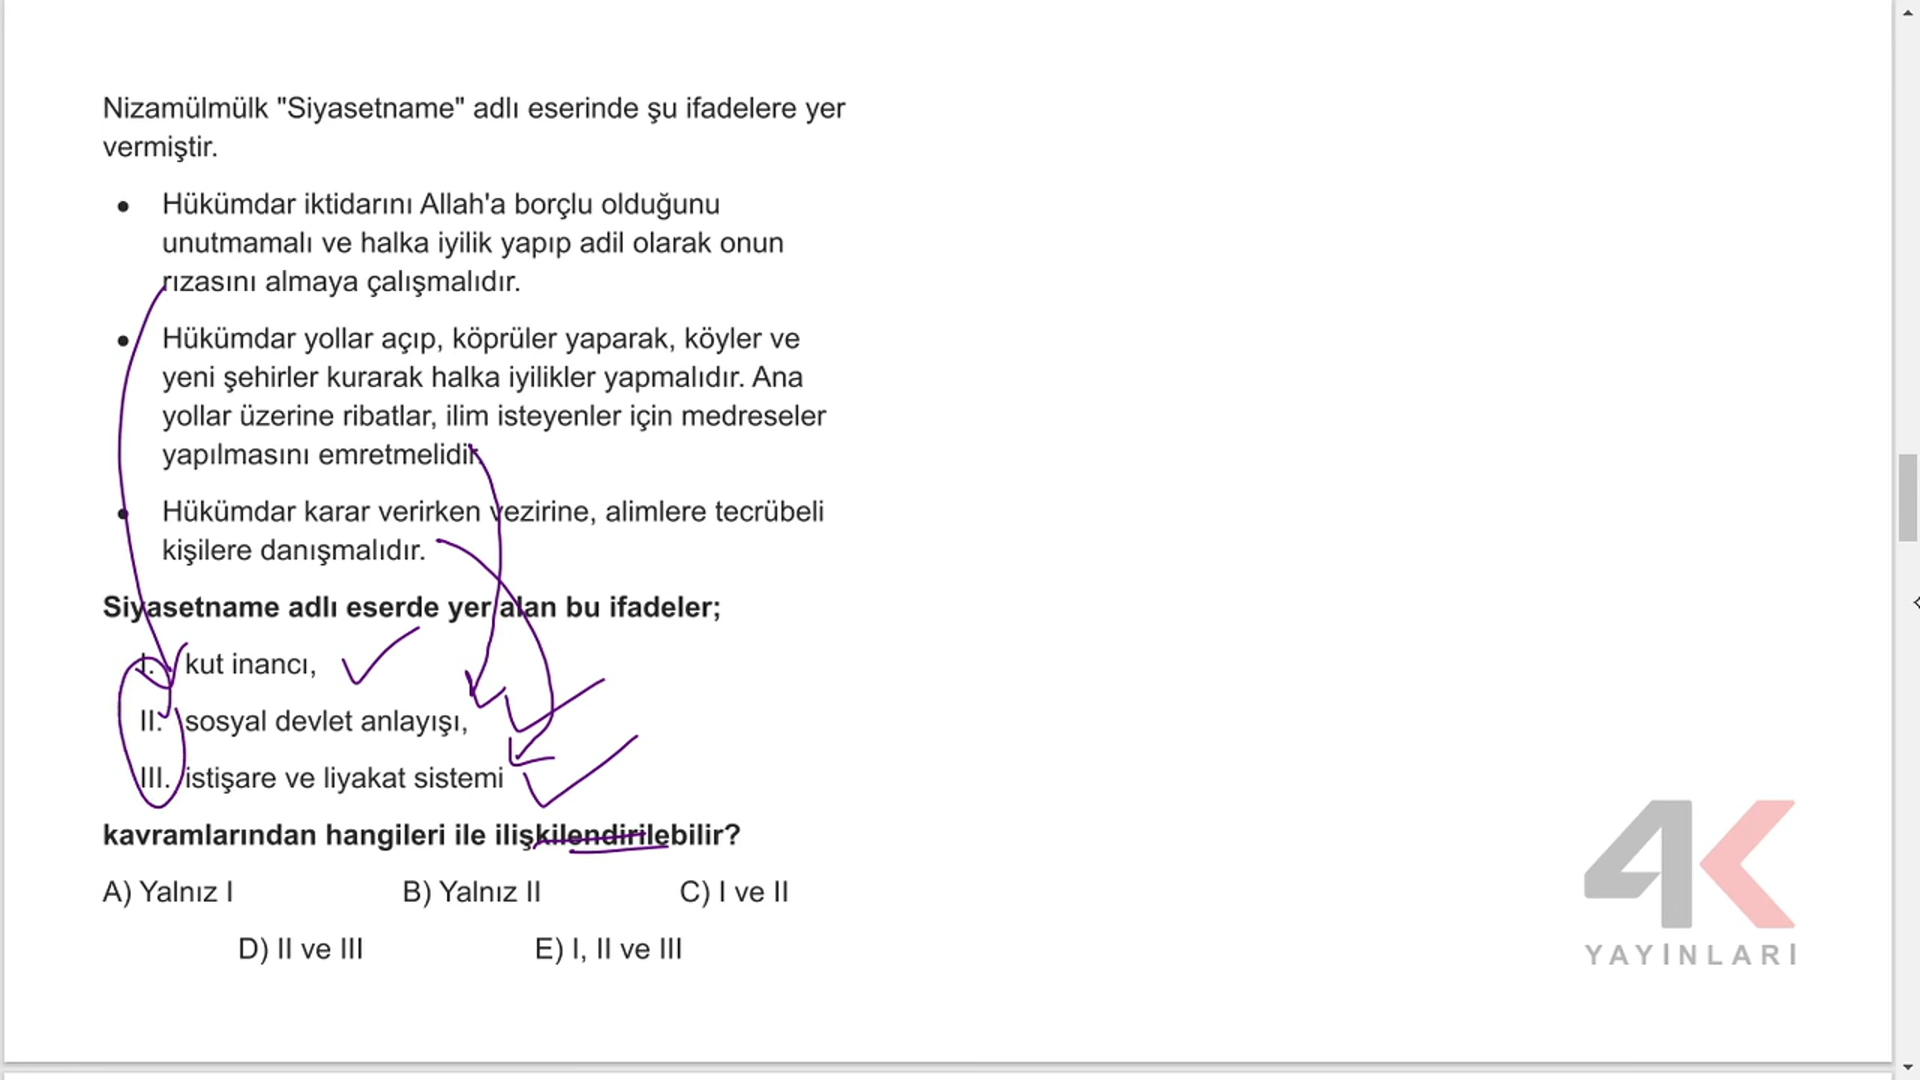 Nizamülmülk "Siyasetname" adlı eserinde şu ifadelere yer
vermiştir.
• Hükümdar iktidarını Allah'a borçlu olduğunu
unutmamalı ve halka iyilik yapıp adil olarak onun
rızasını almaya çalışmalıdır.
• Hükümdar yollar açıp, köprüler yaparak, köyler ve
yeni şehirler kurarak halka iyilikler yapmalıdır. Ana
yollar üzerine ribatlar, ilim isteyenler için medreseler
yapılmasını emretmelidir.
• Hükümdar karar verirken vezirine, alimlere tecrübeli
kişilere danışmalıdır.
Siyasetname adlı eserde yer alan bu ifadeler;
I. kut inancı,
II. sosyal devlet anlayışı,
III. istişare ve liyakat sistemi
kavramlarından hangileri ile ilişkilendirilebilir?
A) Yalnız I B) Yalnız II C) I ve II
D) II ve III E) I, II ve III
4K
YAYINLARI